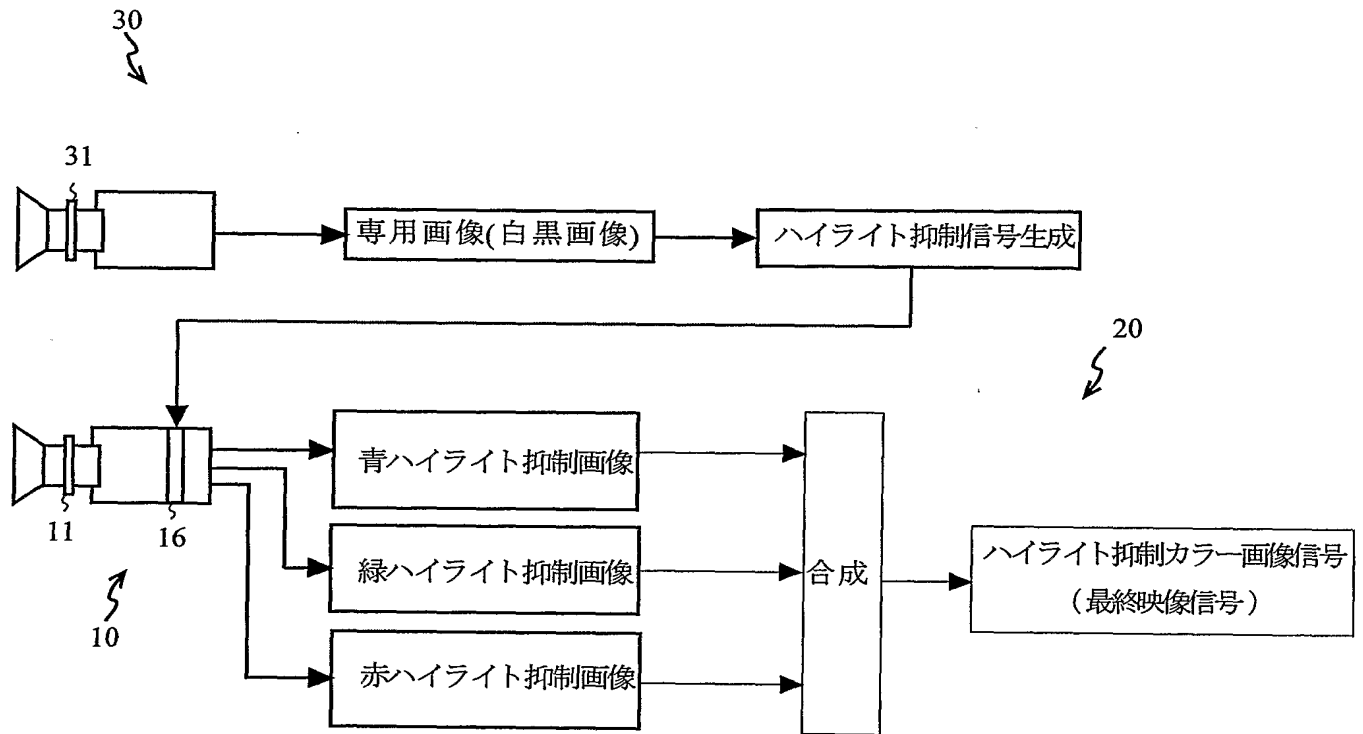 30
31
専用画像(白黒画像)
ハイライト抑制信号生成
20
青ハイライト抑制画像
11
16
緑ハイライト抑制画像
合成
ハイライト抑制カラー画像信号
(最終映像信号)
10
赤ハイライト抑制画像